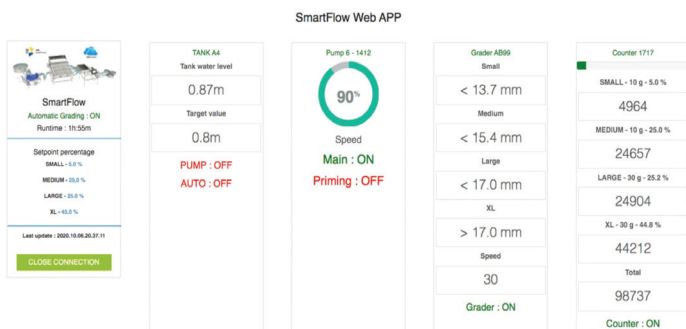 SmartFlow Web APP
SmartFlow
Automatic Grading : ON
Runtime : 1h:55m
Setpoint percentage
SMALL - 5.0 %
MEDIUM - 25.0 %
LARGE - 25.0 %
XL - 45.0 %
Last update : 2020.10.06.20.37.11
CLOSE CONNECTION
TANK A4
Tank water level
0.87m
Target value
0.8m
PUMP : OFF
AUTO : OFF
Pump 6 - 1412
90%
Speed
Main : ON
Priming : OFF
Grader AB99
Small
< 13.7 mm
Medium
< 15.4 mm
Large
< 17.0 mm
XL
> 17.0 mm
Speed
30
Grader : ON
Counter 1717
SMALL - 10 g - 5.0 %
4964
MEDIUM - 10 g - 25.0 %
24657
LARGE - 30 g - 25.2 %
24904
XL - 30 g - 44.8 %
44212
Total
98737
Counter : ON